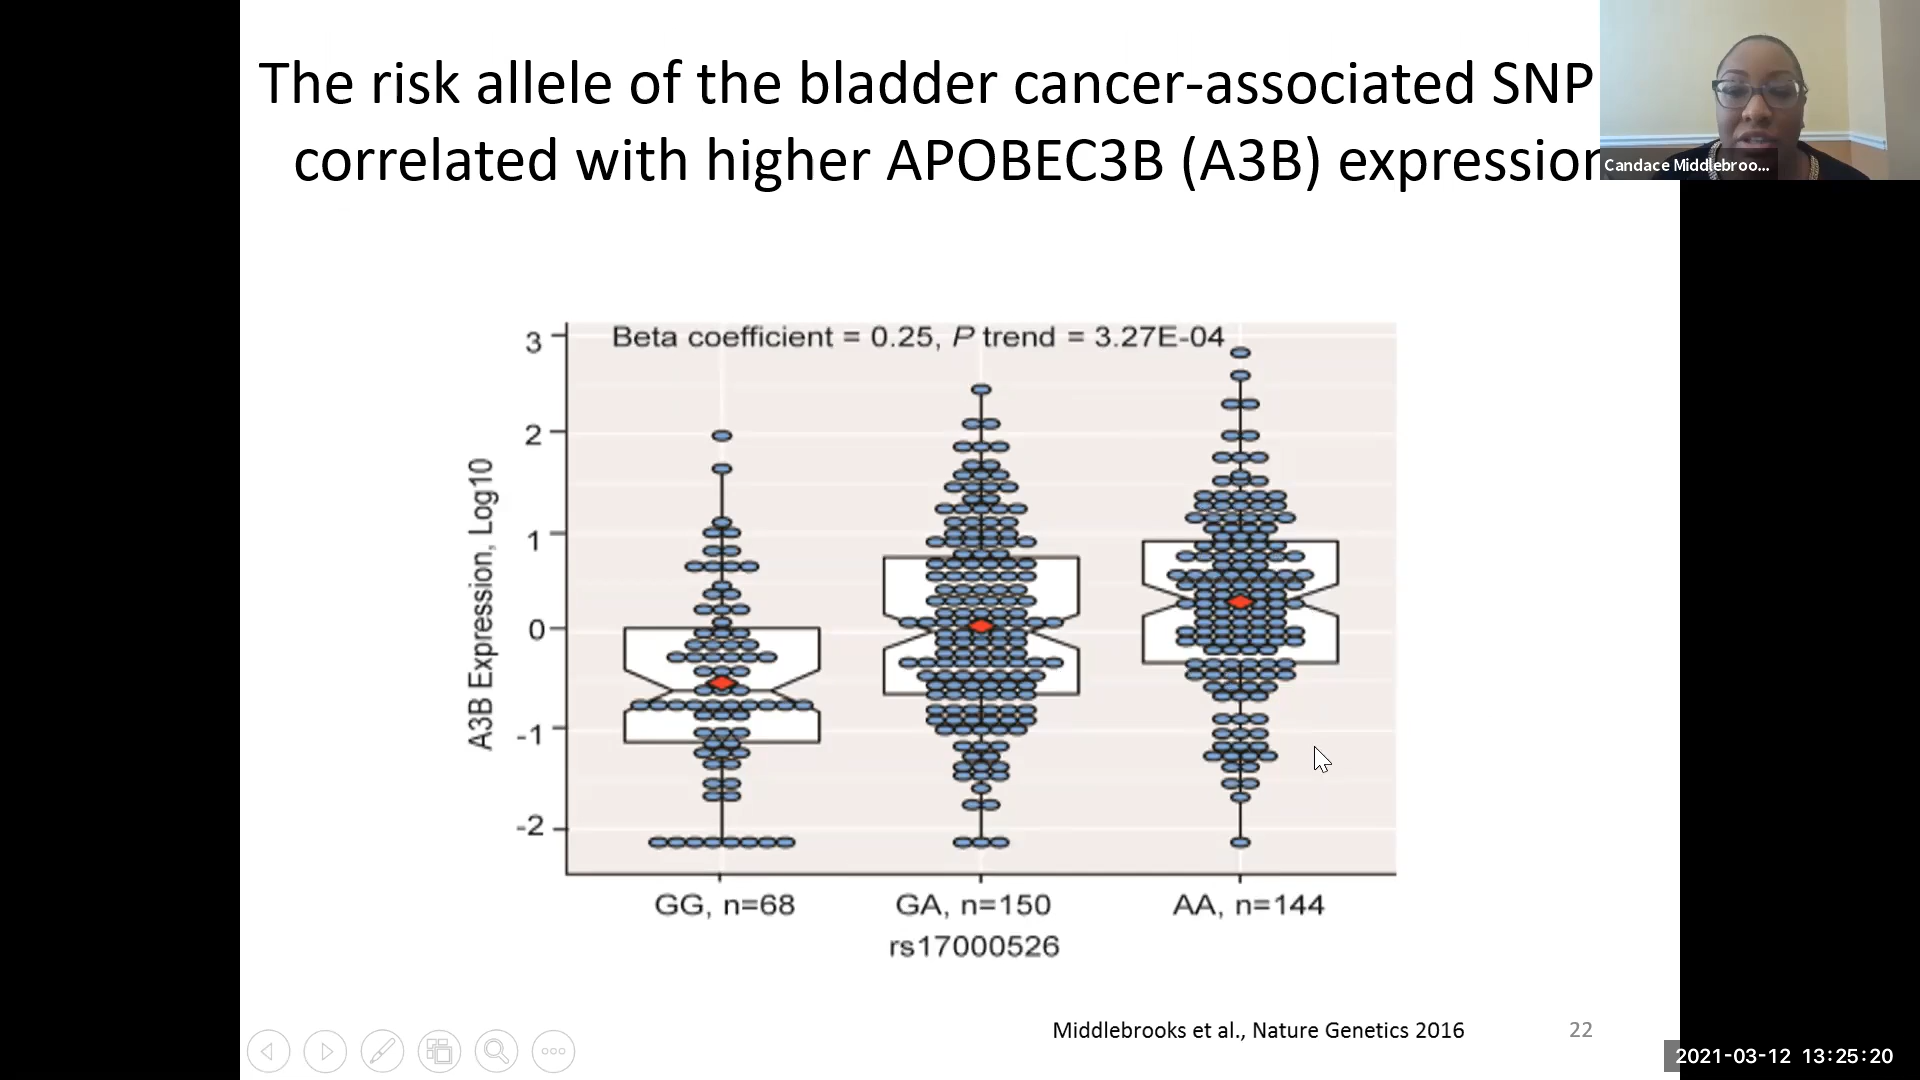 The risk allele of the bladder cancer-associated SNP
correlated with higher APOBEC3B (A3B) expression
Candace Middlebroo...
Beta coefficient = 0.25, P trend = 3.27E-04
3
2
1
0
-1
-2
A3B Expression, Log10
GG, n=68
GA, n=150
AA, n=144
rs17000526
Middlebrooks et al., Nature Genetics 2016
22
2021-03-12 13:25:20